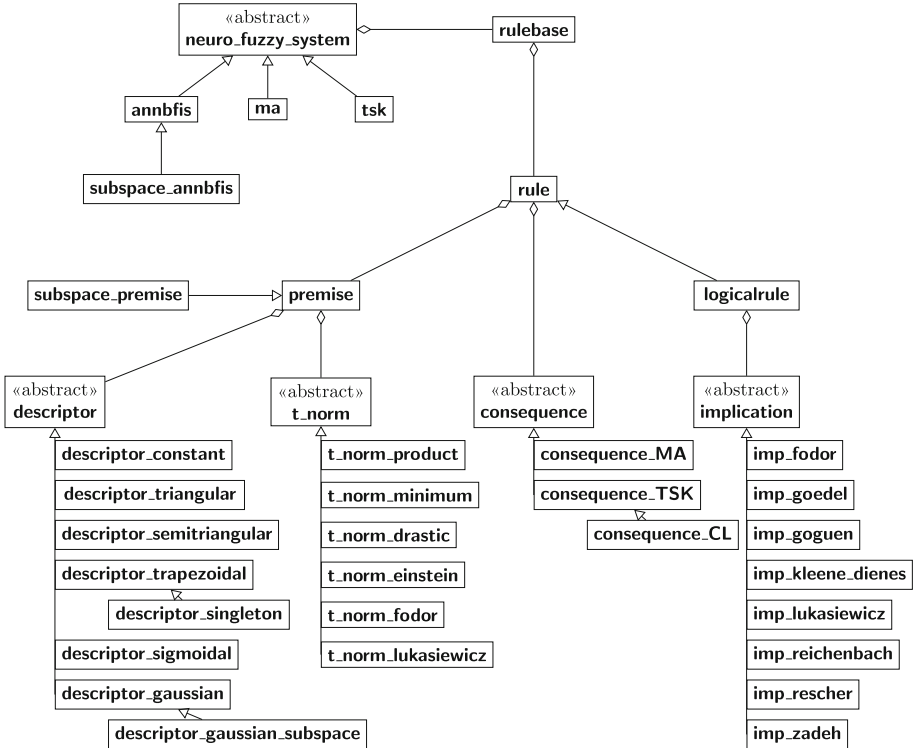 «abstract»
neuro_fuzzy_system
rulebase
annbfis
ma
tsk
subspace_annbfis
rule
subspace_premise
premise
logicalrule
«abstract»
descriptor
«abstract»
t_norm
«abstract»
consequence
«abstract»
implication
descriptor_constant
descriptor_triangular
descriptor_semitriangular
descriptor_trapezoidal
descriptor_singleton
descriptor_sigmoidal
descriptor_gaussian
descriptor_gaussian_subspace
t_norm_product
t_norm_minimum
t_norm_drastic
t_norm_einstein
t_norm_fodor
t_norm_lukasiewicz
consequence_MA
consequence_TSK
consequence_CL
imp_fodor
imp_goedel
imp_goguen
imp_kleene_dienes
imp_lukasiewicz
imp_reichenbach
imp_rescher
imp_zadeh